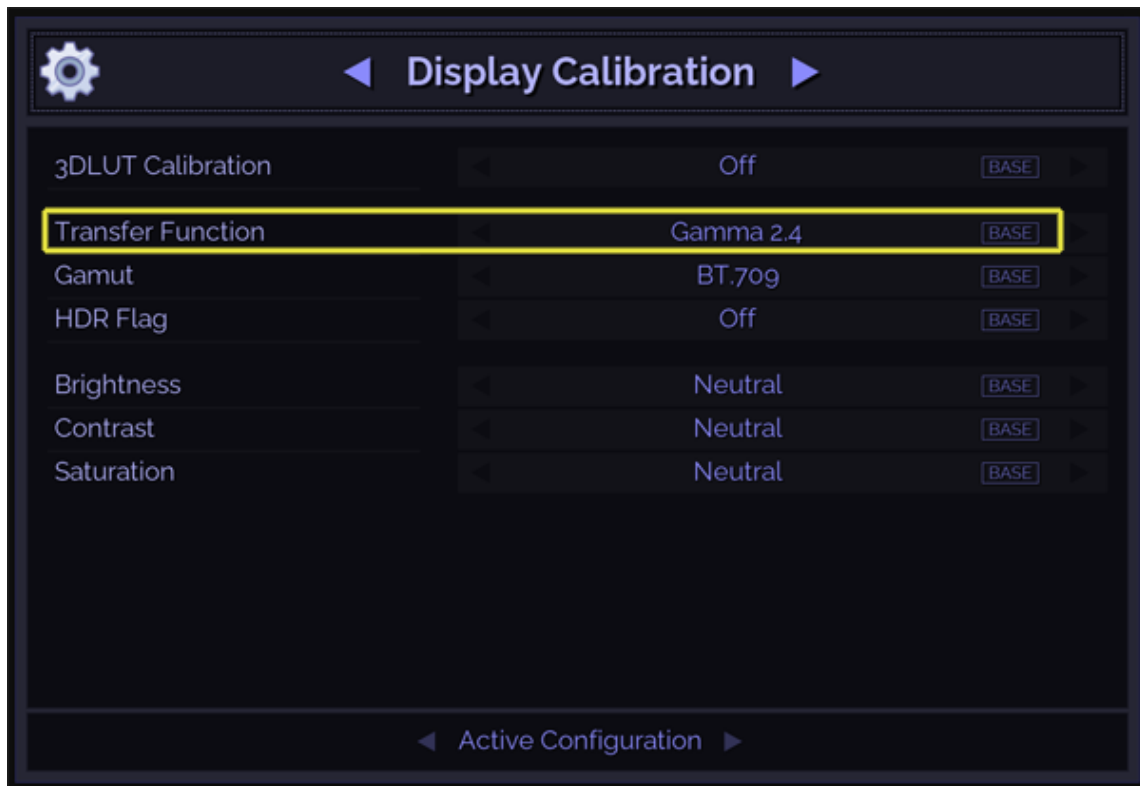 Display Calibration
3DLUT Calibration Off BASE
Transfer Function Gamma 2.4 BASE
Gamut BT.709 BASE
HDR Flag Off BASE
Brightness Neutral BASE
Contrast Neutral BASE
Saturation Neutral BASE
Active Configuration